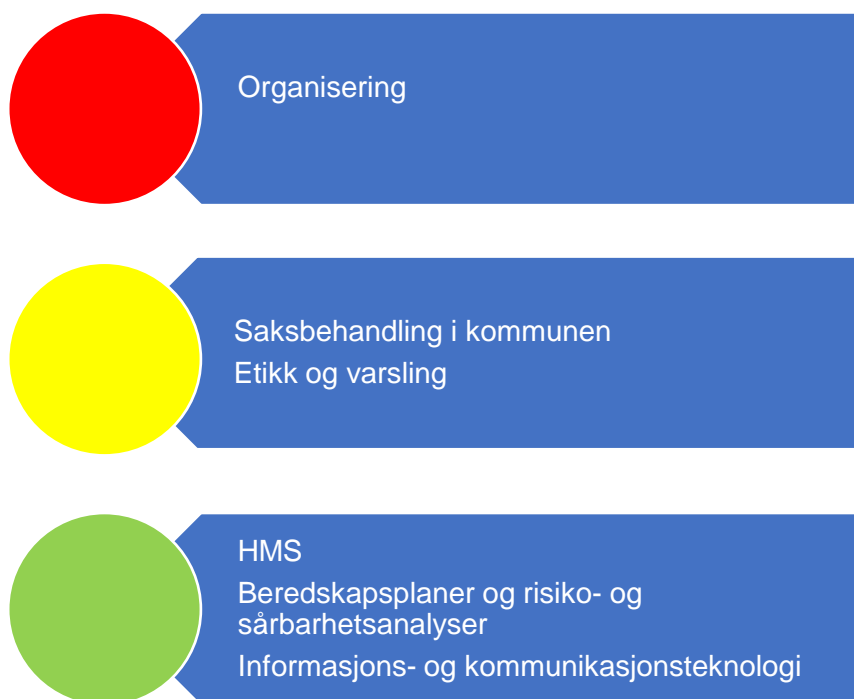 Organisering
Saksbehandling i kommunen
Etikk og varsling
HMS
Beredskapsplaner og risiko- og
sårbarhetsanalyser
Informasjons- og kommunikasjonsteknologi